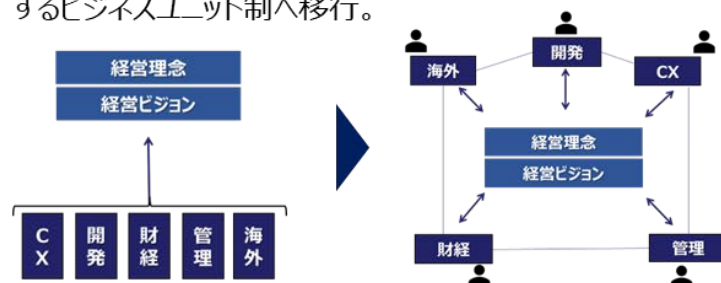 するビジネスユニット制へ移行。
経営理念
経営ビジョン
CX
開発
財経
管理
海外
海外
開発
CX
経営理念
経営ビジョン
財経
管理